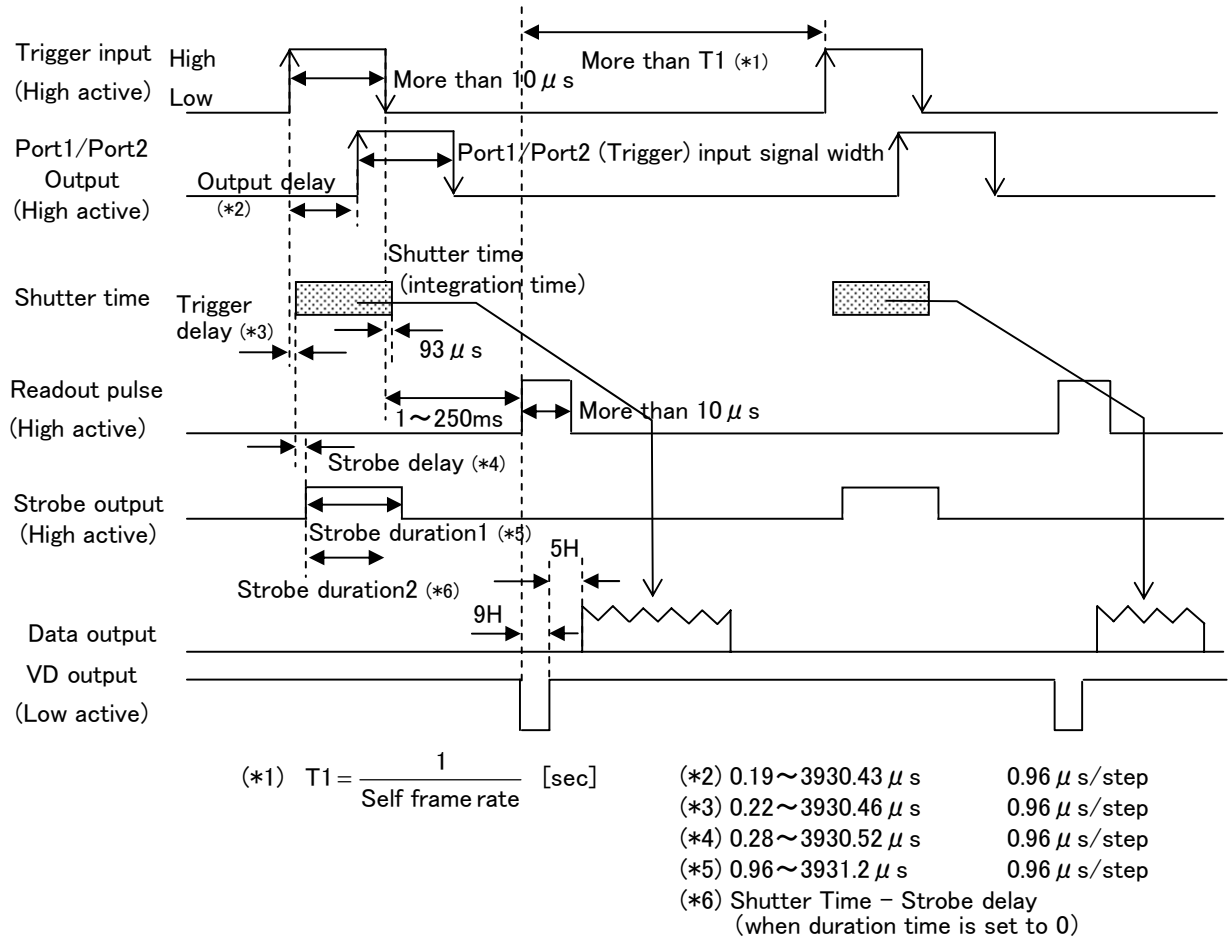 Trigger input
(High active)
High
Low
More than 10 μ s
More than T1 (*1)
Port1/Port2
Output
(High active)
Output delay
(*2)
Port1/Port2 (Trigger) input signal width
Shutter time
Shutter time
(integration time)
Trigger
delay (*3)
93 μ s
Readout pulse
(High active)
1～250ms
More than 10 μ s
Strobe delay (*4)
Strobe output
(High active)
Strobe duration1 (*5)
Strobe duration2 (*6)
5H
9H
Data output
VD output
(Low active)
(*1) T1 = 1 / Self frame rate [sec]
(*2) 0.19～3930.43 μ s 0.96 μ s/step
(*3) 0.22～3930.46 μ s 0.96 μ s/step
(*4) 0.28～3930.52 μ s 0.96 μ s/step
(*5) 0.96～3931.2 μ s 0.96 μ s/step
(*6) Shutter Time − Strobe delay
(when duration time is set to 0)